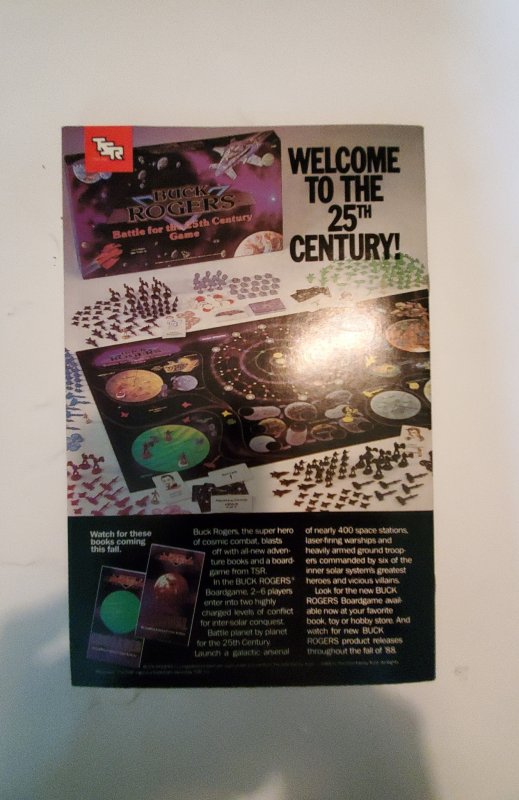 TSR
BUCK
ROGERS
Battle for the 25th Century
Game
WELCOME
TO THE
25TH
CENTURY!
Watch for these
books coming
this fall.
Buck Rogers, the super hero
of cosmic combat, blasts
off with all-new adven-
ture books and a board-
game from TSR.
In the BUCK ROGERS®
Boardgame, 2-6 players
enter into two highly
charged levels of conflict
for inter-solar conquest.
Battle planet by planet
for the 25th Century.
Launch a galactic arsenal
of nearly 400 space stations,
laser-firing warships and
heavily armed ground troop-
ers commanded by six of the
inner solar system's greatest
heroes and vicious villains.
Look for the new BUCK
ROGERS Boardgame avail-
able now at your favorite
book, toy or hobby store. And
watch for new BUCK
ROGERS product releases
throughout the fall of '88.